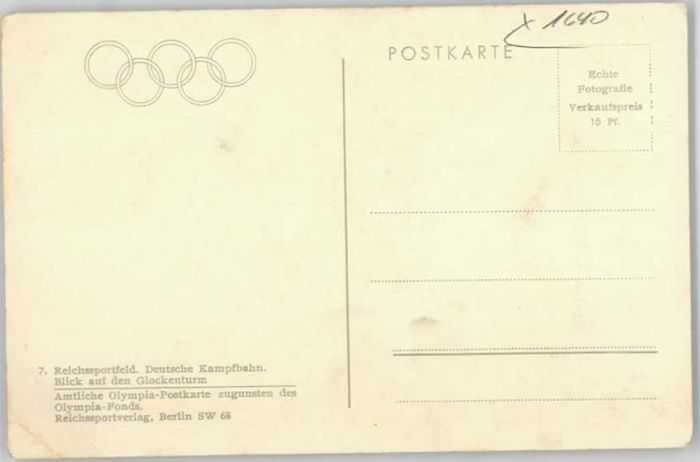 x 1640
POSTKARTE
Echte
Fotografie
Verkaufspreis
15 Pf.
7. Reichssportfeld. Deutsche Kampfbahn.
Blick auf den Glockenturm
Amtliche Olympia-Postkarte zugunsten des
Olympia-Fonds.
Reichssportverlag, Berlin SW 68